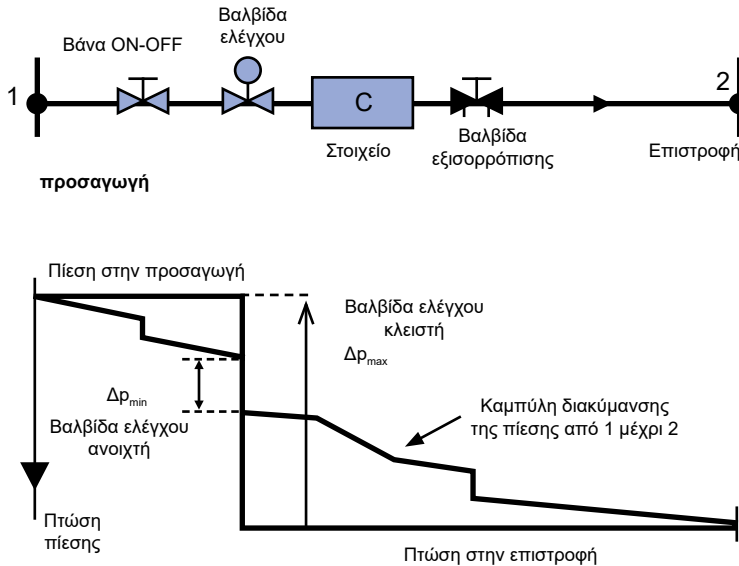 Βαλβίδα
ελέγχου
Βάνα ON-OFF
1
2
C
Στοιχείο
Βαλβίδα
εξισορρόπισης
Επιστροφή
προσαγωγή
Πίεση στην προσαγωγή
Βαλβίδα ελέγχου
κλειστή
Δpmax
Δpmin
Βαλβίδα ελέγχου
ανοιχτή
Καμπύλη διακύμανσης
της πίεσης από 1 μέχρι 2
Πτώση
πίεσης
Πτώση στην επιστροφή